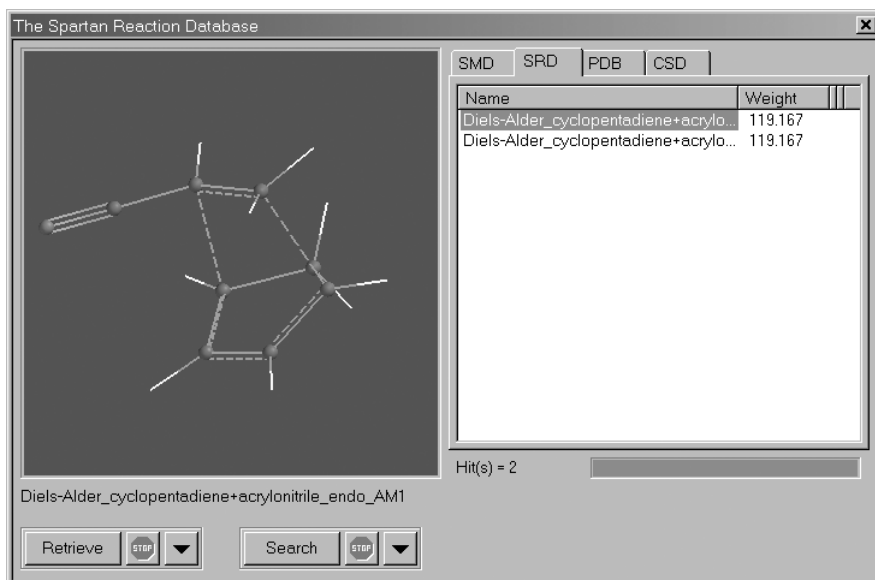 The Spartan Reaction Database
SMD SRD PDB CSD
Name Weight
Diels-Alder_cyclopentadiene+acrylo... 119.167
Diels-Alder_cyclopentadiene+acrylo... 119.167
Hit(s) = 2
Diels-Alder_cyclopentadiene+acrylonitrile_endo_AM1
Retrieve STOP Search STOP